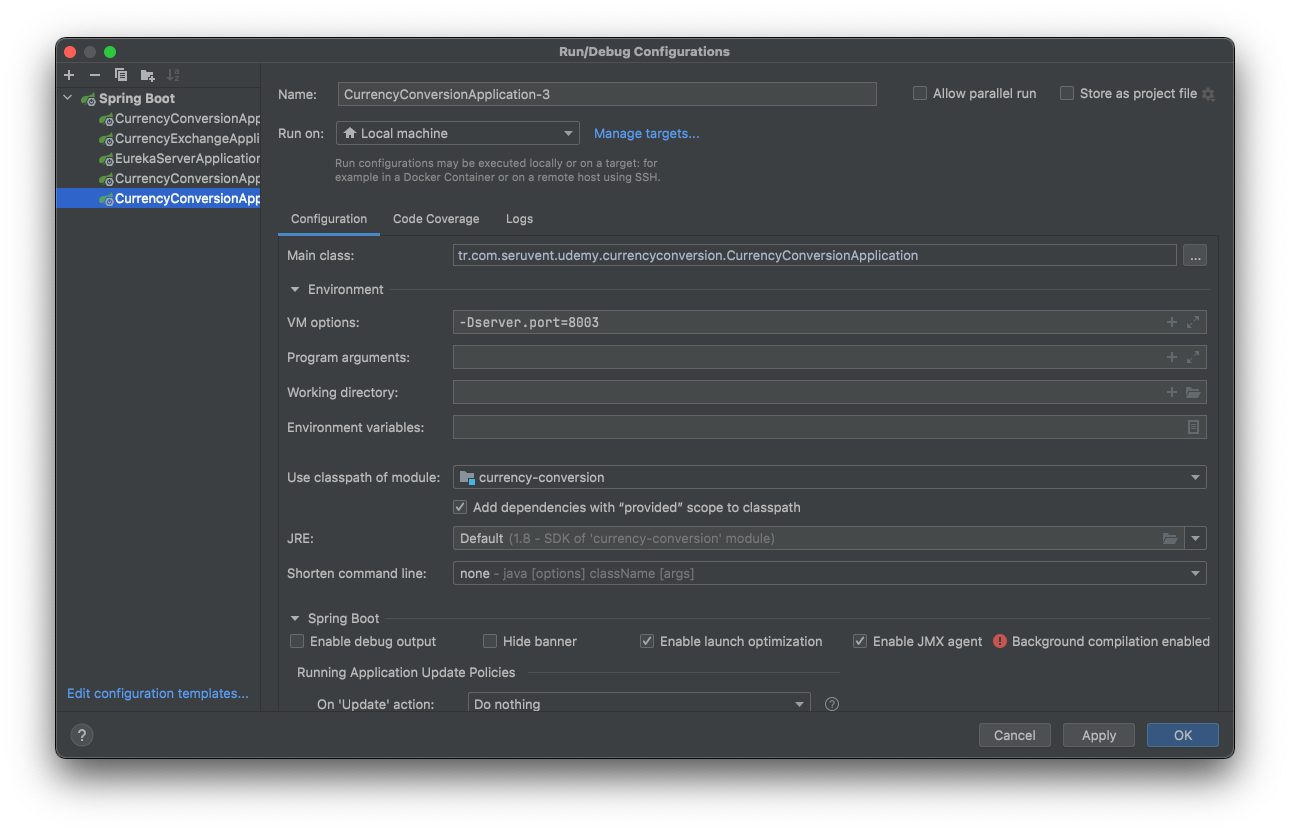 Run/Debug Configurations
Spring Boot
CurrencyConversionApp
CurrencyExchangeAppli
EurekaServerApplication
CurrencyConversionApp
CurrencyConversionApp
Edit configuration templates...
Name: CurrencyConversionApplication-3
Allow parallel run
Store as project file
Run on: Local machine
Manage targets...
Run configurations may be executed locally or on a target: for
example in a Docker Container or on a remote host using SSH.
Configuration Code Coverage Logs
Main class: tr.com.seruvent.udemy.currencyconversion.CurrencyConversionApplication ...
Environment
VM options: -Dserver.port=8003
Program arguments:
Working directory:
Environment variables:
Use classpath of module: currency-conversion
Add dependencies with “provided” scope to classpath
JRE: Default (1.8 - SDK of 'currency-conversion' module)
Shorten command line: none - java [options] className [args]
Spring Boot
Enable debug output Hide banner Enable launch optimization Enable JMX agent Background compilation enabled
Running Application Update Policies
On 'Update' action: Do nothing ?
? Cancel Apply OK